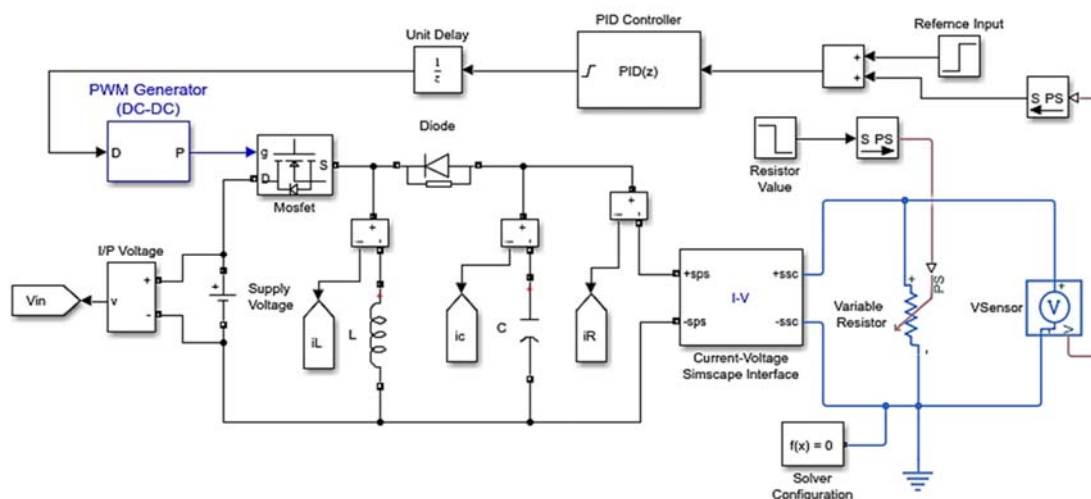 PID Controller
Refernce Input
Unit Delay
1
z
PID(z)
+
+
S PS
PWM Generator
(DC-DC)
D
P
Diode
S PS
Resistor
Value
g
S
D
Mosfet
+
-
i
+
-
i
+
-
i
I/P Voltage
Vin
v
+
-
+
Supply
Voltage
iL
L
+
ic
C
+
iR
+sps
-sps
I-V
+ssc
-ssc
Current-Voltage
Simscape Interface
Variable
Resistor
+
-
PS
VSensor
+
V
V
-
f(x) = 0
Solver
Configuration